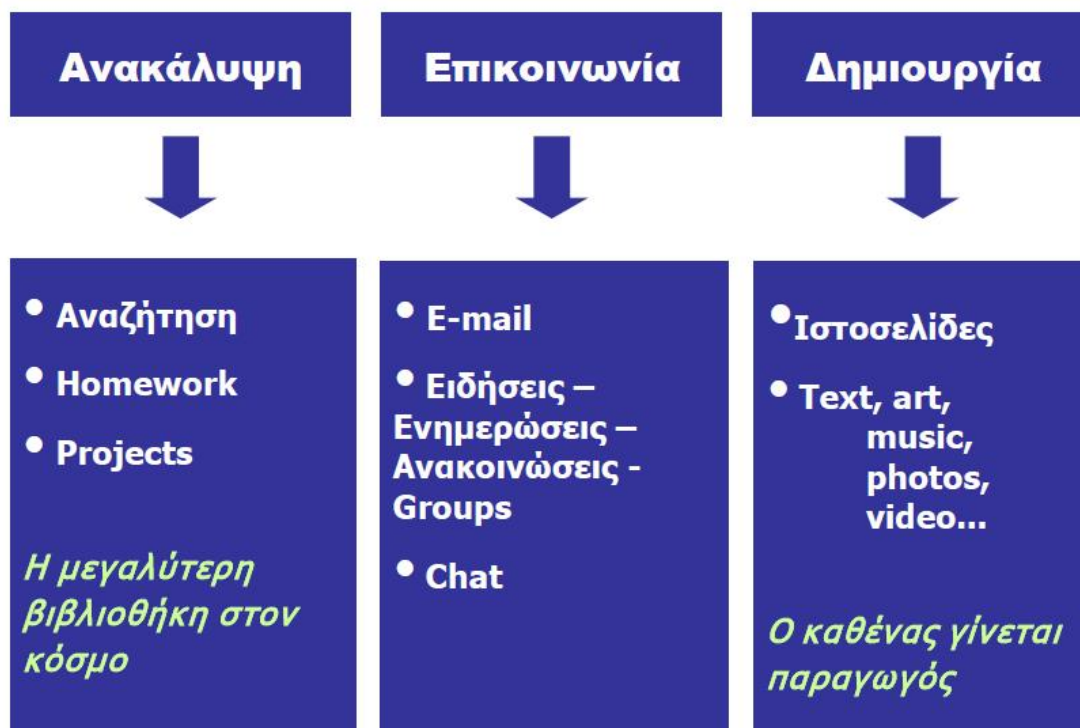 Ανακάλυψη
Επικοινωνία
Δημιουργία
• Αναζήτηση
• Homework
• Projects
Η μεγαλύτερη
βιβλιοθήκη στον
κόσμο
• E-mail
• Ειδήσεις –
Ενημερώσεις –
Ανακοινώσεις -
Groups
• Chat
•Ιστοσελίδες
• Text, art,
music,
photos,
video...
Ο καθένας γίνεται
παραγωγός